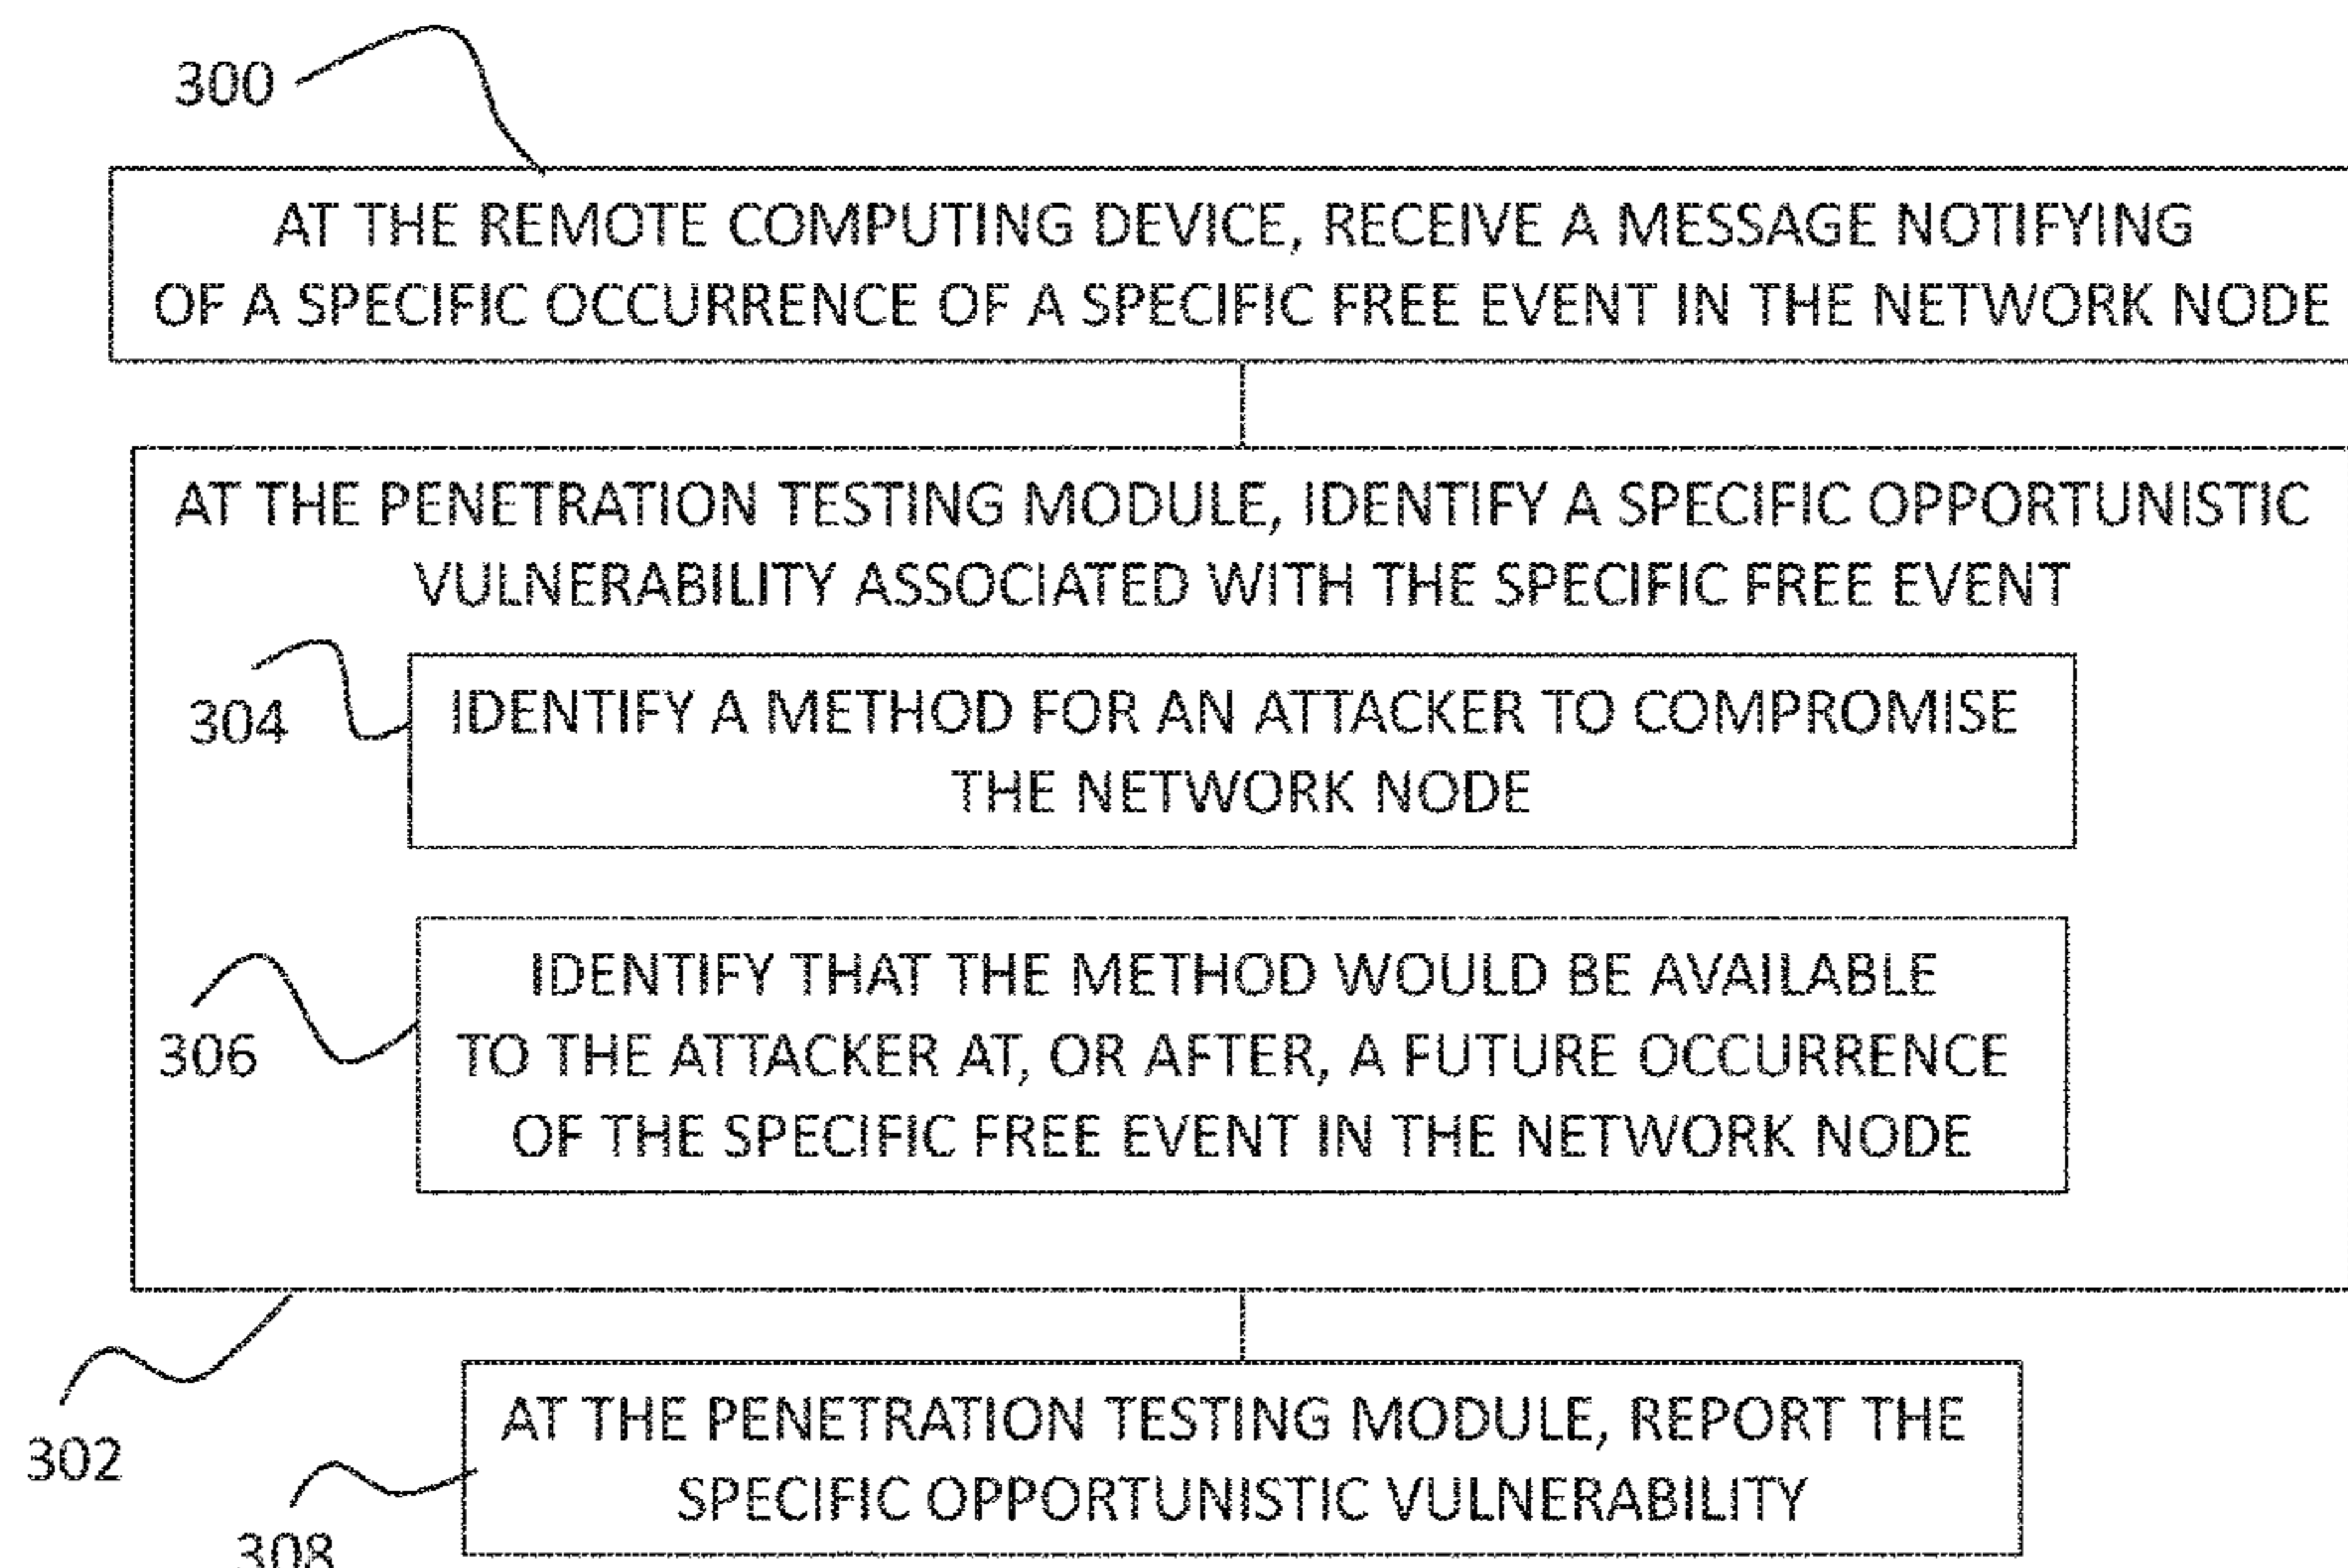 300
AT THE REMOTE COMPUTING DEVICE, RECEIVE A MESSAGE NOTIFYING
OF A SPECIFIC OCCURRENCE OF A SPECIFIC FREE EVENT IN THE NETWORK NODE
AT THE PENETRATION TESTING MODULE, IDENTIFY A SPECIFIC OPPORTUNISTIC
VULNERABILITY ASSOCIATED WITH THE SPECIFIC FREE EVENT
304
IDENTIFY A METHOD FOR AN ATTACKER TO COMPROMISE
THE NETWORK NODE
306
IDENTIFY THAT THE METHOD WOULD BE AVAILABLE
TO THE ATTACKER AT, OR AFTER, A FUTURE OCCURRENCE
OF THE SPECIFIC FREE EVENT IN THE NETWORK NODE
302
AT THE PENETRATION TESTING MODULE, REPORT THE
SPECIFIC OPPORTUNISTIC VULNERABILITY
308